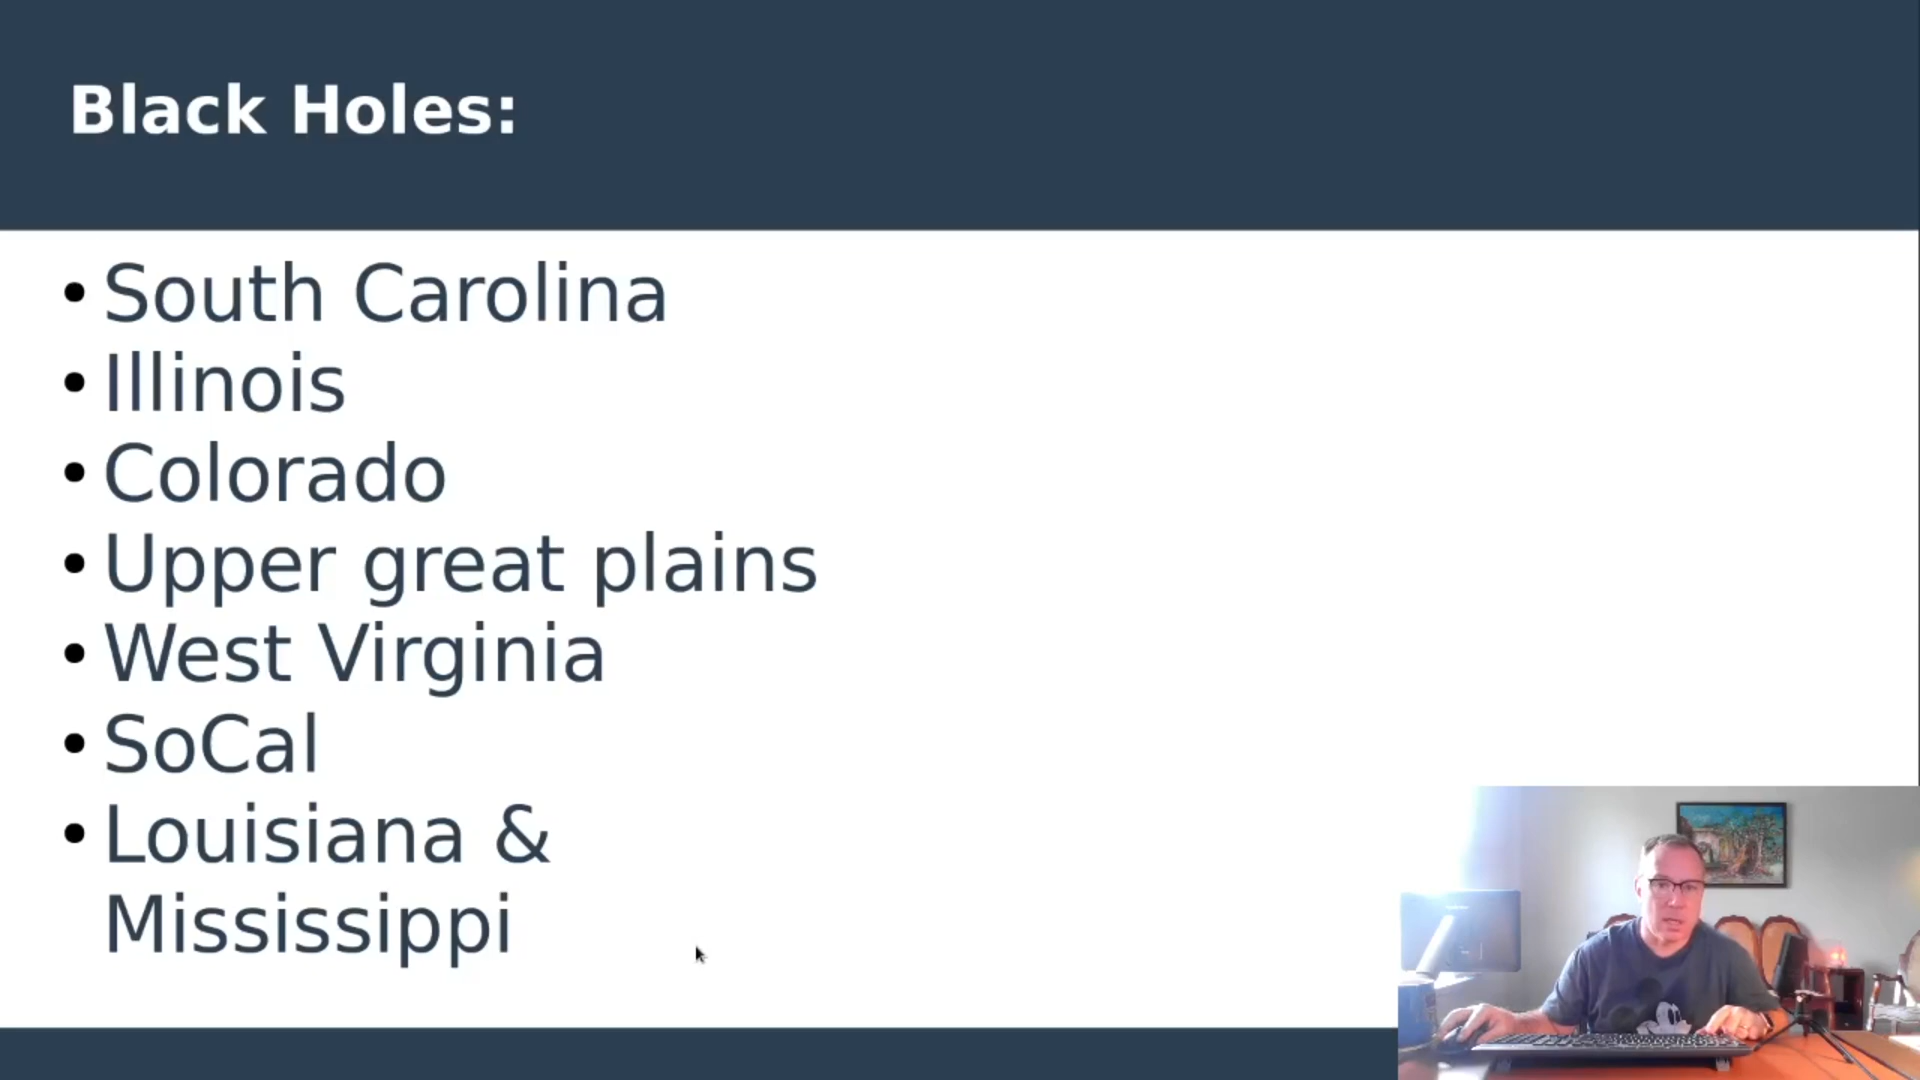 Black Holes:
• South Carolina
• Illinois
• Colorado
• Upper great plains
• West Virginia
• SoCal
• Louisiana &
Mississippi